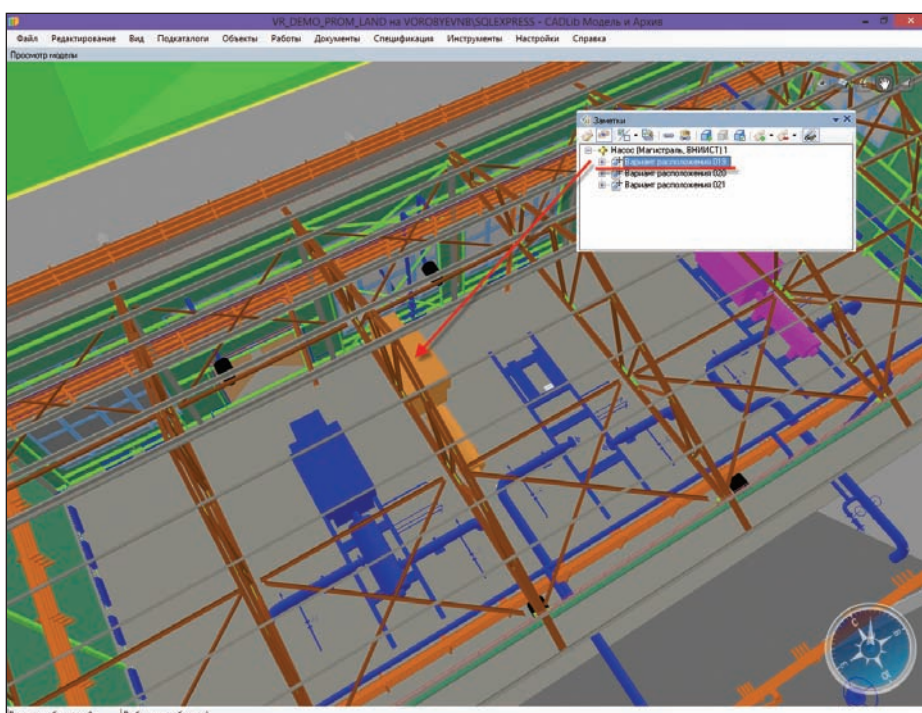 VR_DEMO_PROM_LAND на VOROBYEVNB\SQLEXPRESS - CADLib Модель и Архив
Файл Редактирование Вид Подкаталоги Объекты Работы Документы Спецификация Инструменты Настройки Справка
Просмотр модели
Заметки
Насос (Магистраль, ВНИИСТ) 1
Вариант расположения 019
Вариант расположения 020
Вариант расположения 021